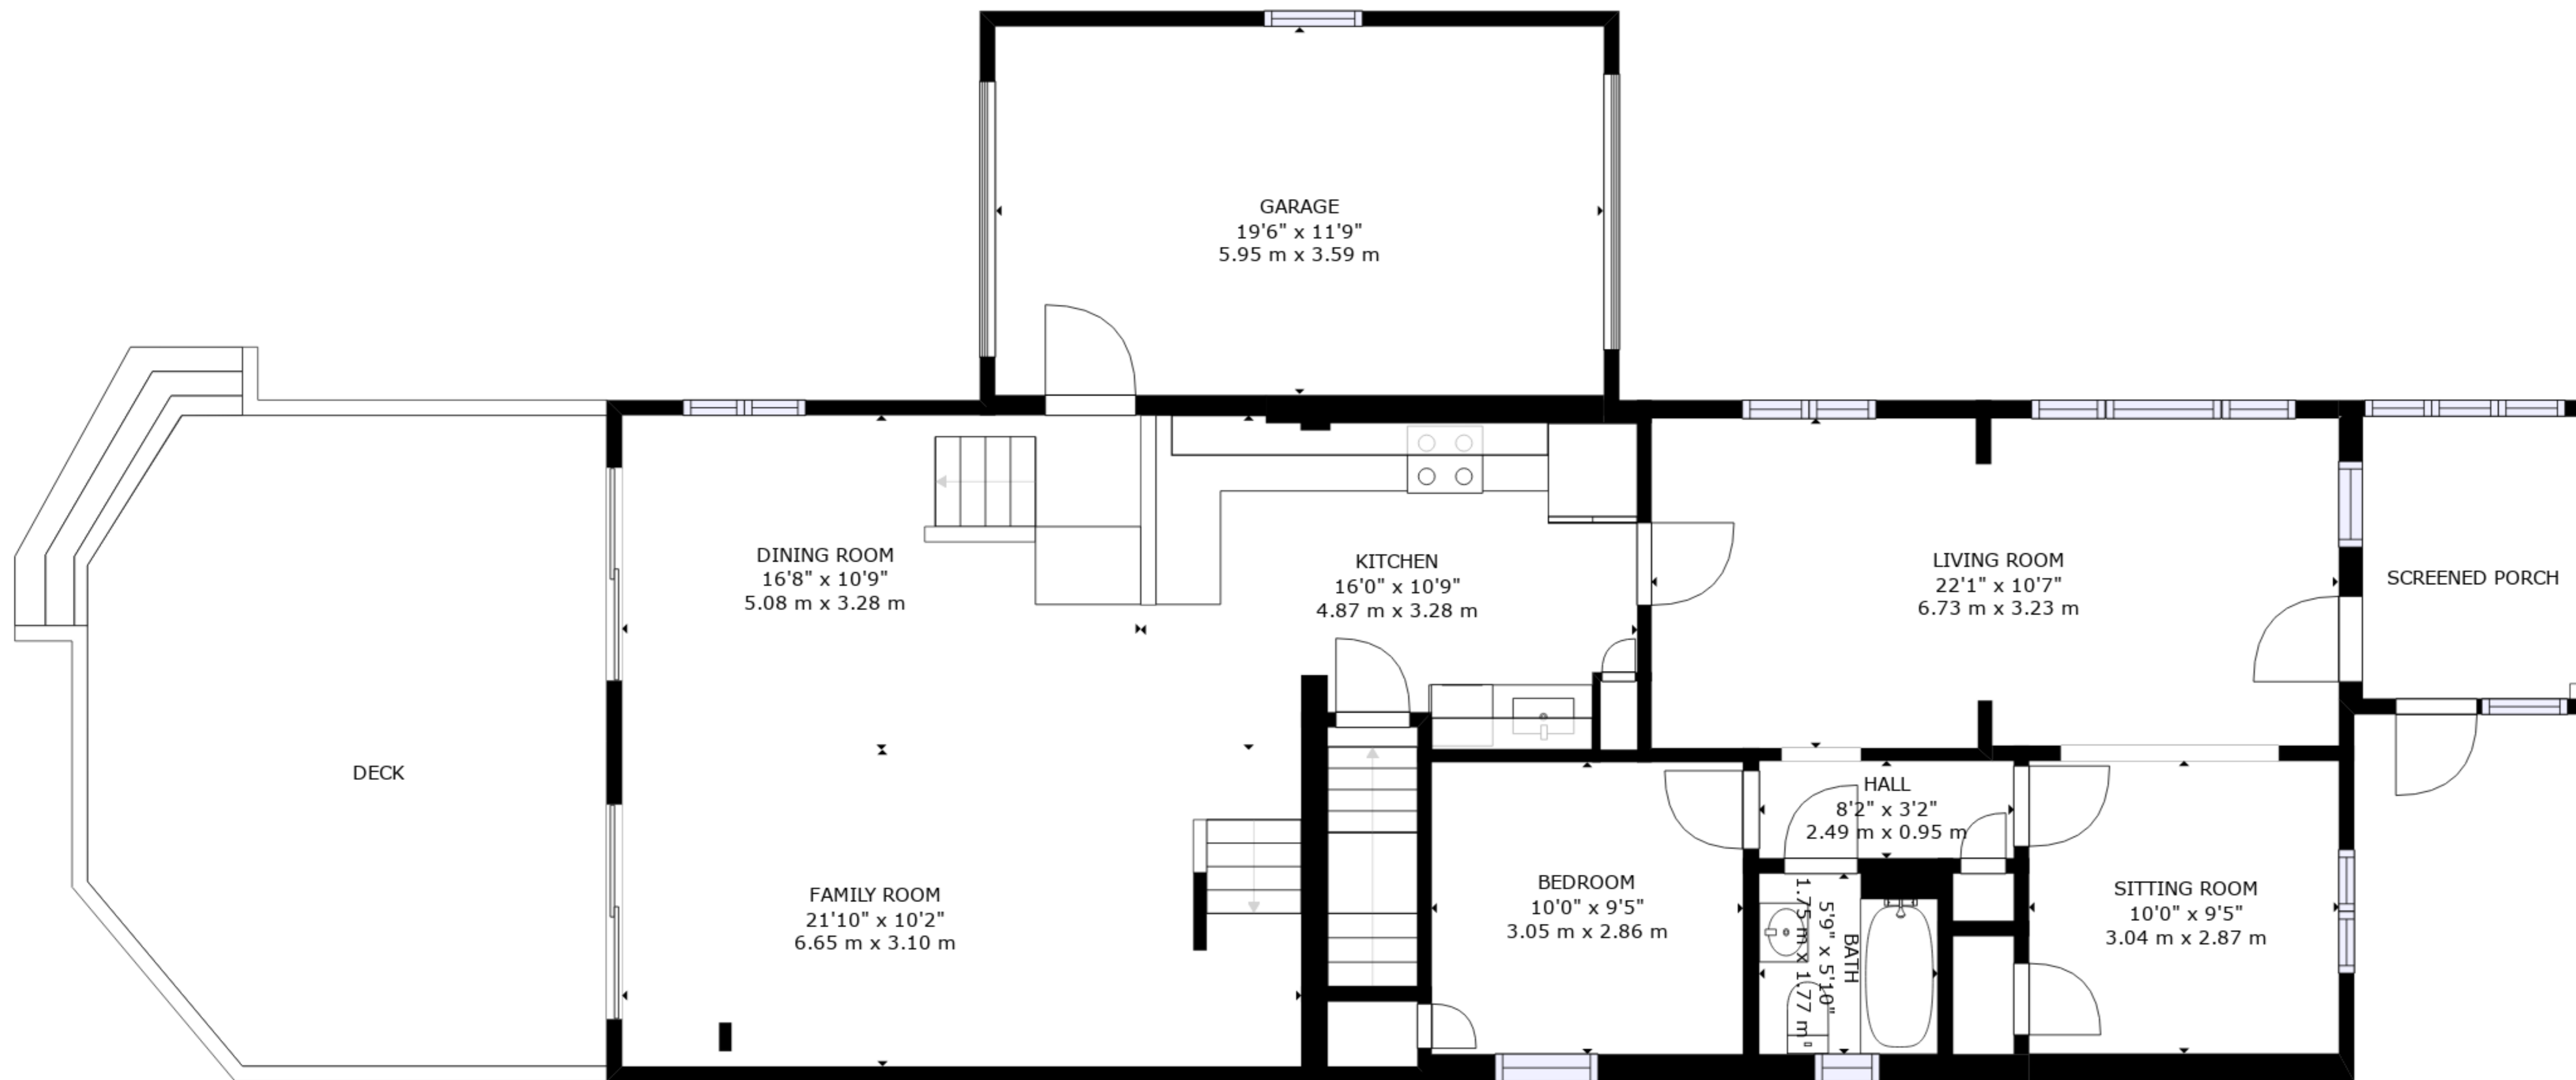 GARAGE
19'6" x 11'9"
5.95 m x 3.59 m
DINING ROOM
16'8" x 10'9"
5.08 m x 3.28 m
KITCHEN
16'0" x 10'9"
4.87 m x 3.28 m
LIVING ROOM
22'1" x 10'7"
6.73 m x 3.23 m
SCREENED PORCH
DECK
FAMILY ROOM
21'10" x 10'2"
6.65 m x 3.10 m
BEDROOM
10'0" x 9'5"
3.05 m x 2.86 m
HALL
8'2" x 3'2"
2.49 m x 0.95 m
BATH
5'9" x 5'10"
1.75 m x 1.77 m
SITTING ROOM
10'0" x 9'5"
3.04 m x 2.87 m